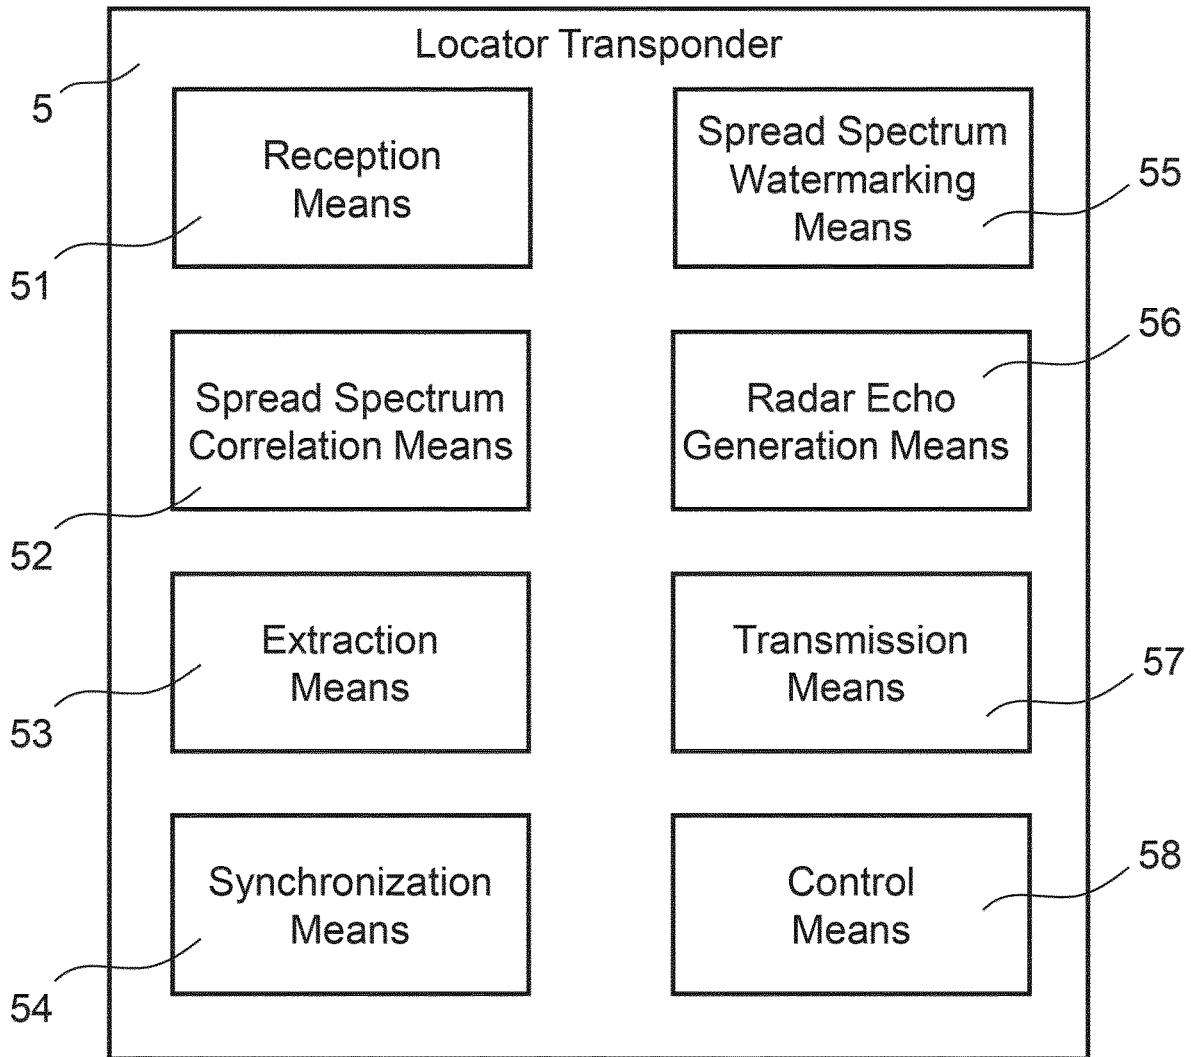 Locator Transponder
5
Reception
Means
51
Spread Spectrum
Watermarking
Means
55
Spread Spectrum
Correlation Means
52
Radar Echo
Generation Means
56
Extraction
Means
53
Transmission
Means
57
Synchronization
Means
54
Control
Means
58